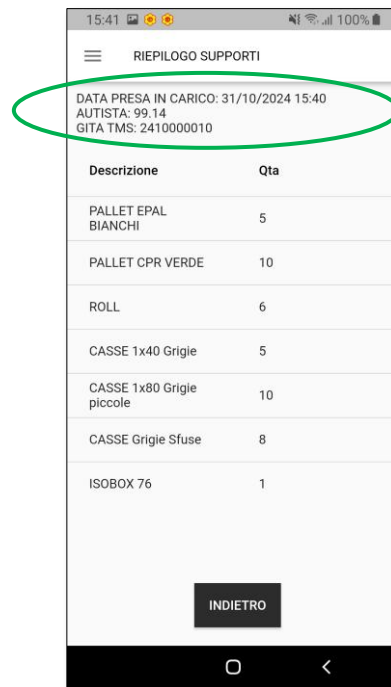 15:41 100%
RIEPILOGO SUPPORTI
DATA PRESA IN CARICO: 31/10/2024 15:40
AUTISTA: 99.14
GITA TMS: 2410000010
Descrizione Qta
PALLET EPAL
BIANCHI 5
PALLET CPR VERDE 10
ROLL 6
CASSE 1x40 Grigie 5
CASSE 1x80 Grigie
piccole 10
CASSE Grigie Sfuse 8
ISOBOX 76 1
INDIETRO